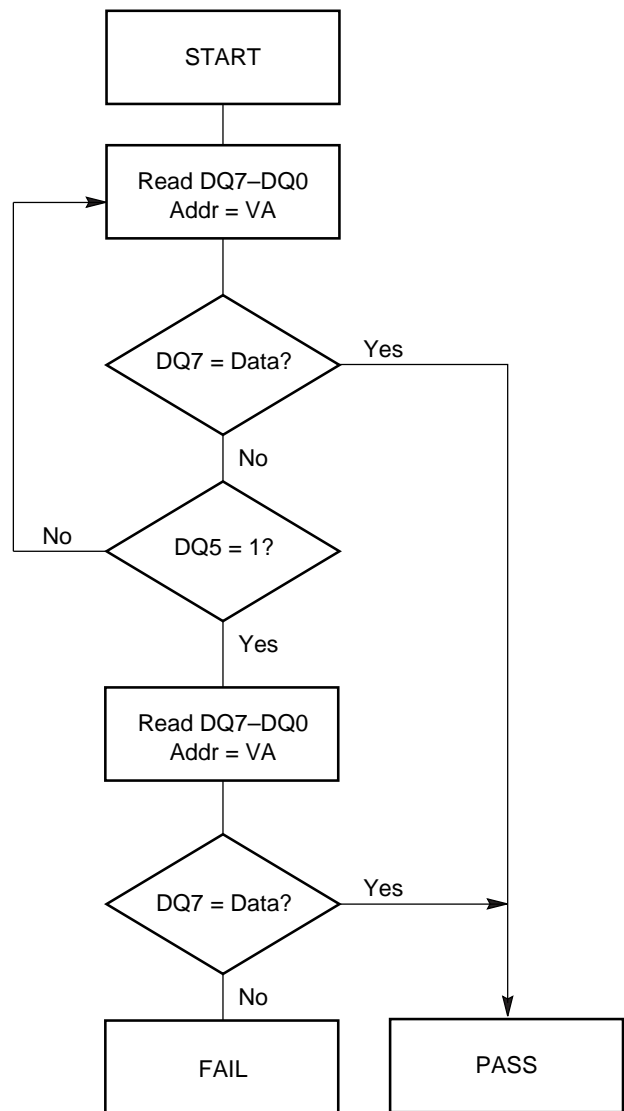 START
Read DQ7–DQ0
Addr = VA
DQ7 = Data?
Yes
No
No
DQ5 = 1?
Yes
Read DQ7–DQ0
Addr = VA
DQ7 = Data?
Yes
No
FAIL
PASS